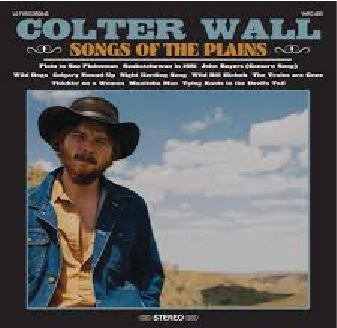 COLTER WALL
SONGS OF THE PLAINS
Plain to See Plainsman Saskatchewan in 1881 John Beyers (Camaro Song)
Wild Dogs Calgary Round-Up Night Herding Song Wild Bill Hickok The Trains are Gone
Thinkin' on a Woman Manitoba Man Tying Knots in the Devil's Tail
STEREO